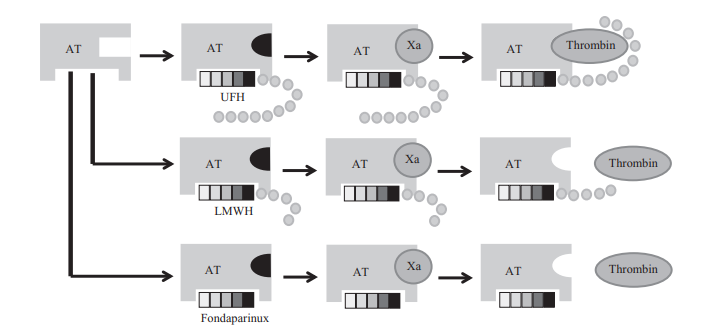 AT
AT
AT
Xa
AT
Thrombin
UFH
AT
AT
Xa
AT
Thrombin
LMWH
AT
AT
Xa
AT
Thrombin
Fondaparinux